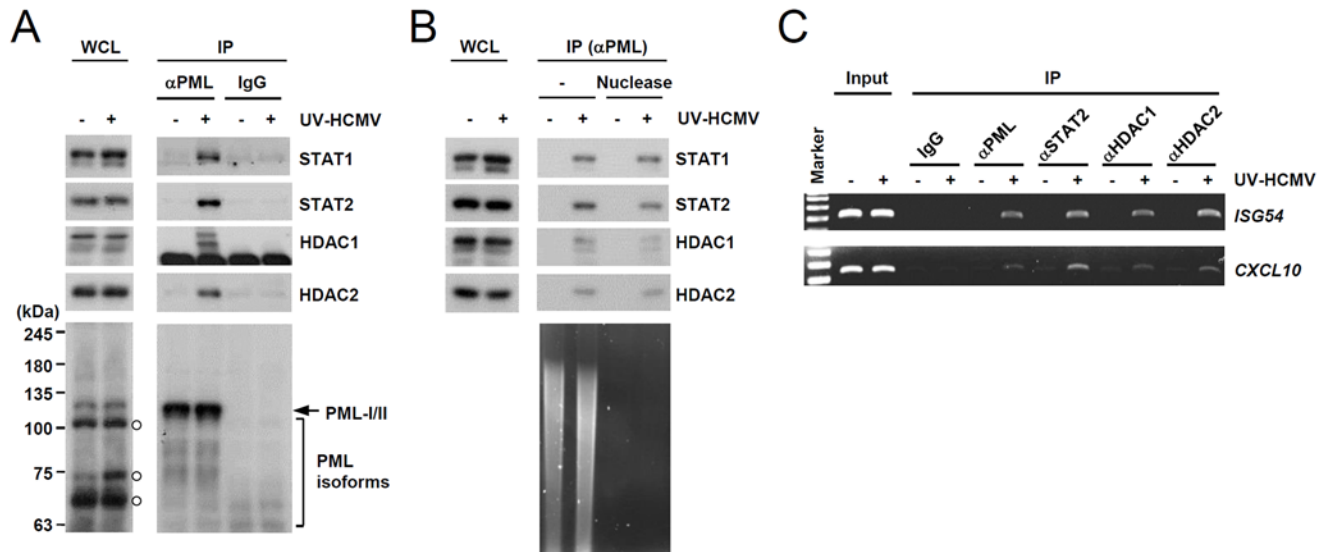 A
WCL
IP
αPML
IgG
- + - + - + UV-HCMV
STAT1
STAT2
HDAC1
HDAC2
(kDa)
245
180
135
100
75
63
PML-I/II
PML
isoforms
B
WCL
IP (αPML)
- Nuclease
- + - + - + UV-HCMV
STAT1
STAT2
HDAC1
HDAC2
C
Input
IP
Marker
IgG
αPML
αSTAT2
αHDAC1
αHDAC2
- + - + - + - + - + - + UV-HCMV
ISG54
CXCL10